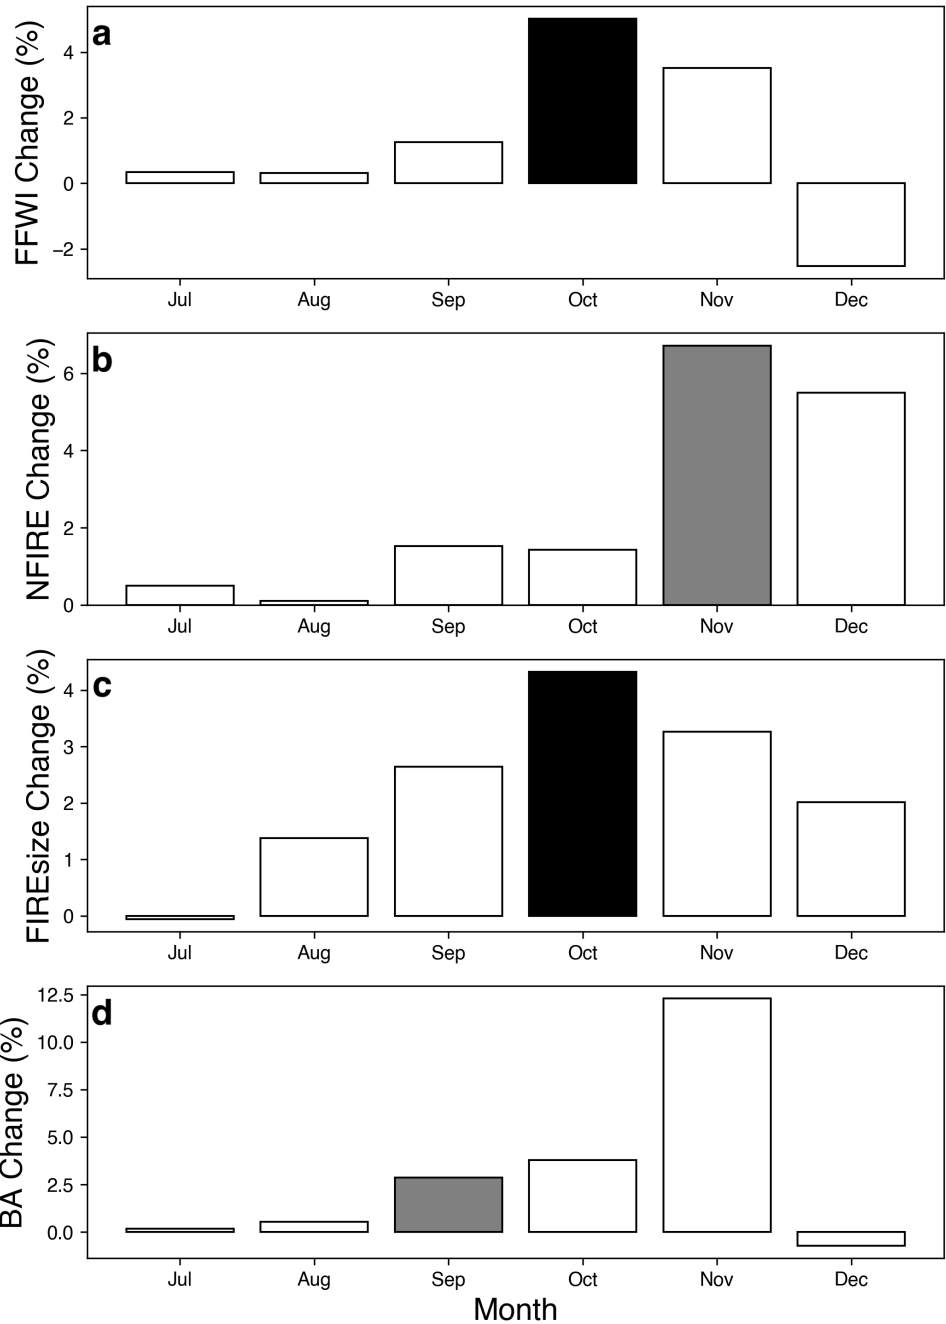 a
FFWI Change (%)
4
2
0
−2
Jul Aug Sep Oct Nov Dec
b
NFIRE Change (%)
6
4
2
0
Jul Aug Sep Oct Nov Dec
c
FIREsize Change (%)
4
3
2
1
0
Jul Aug Sep Oct Nov Dec
d
BA Change (%)
12.5
10.0
7.5
5.0
2.5
0.0
Jul Aug Sep Oct Nov Dec
Month